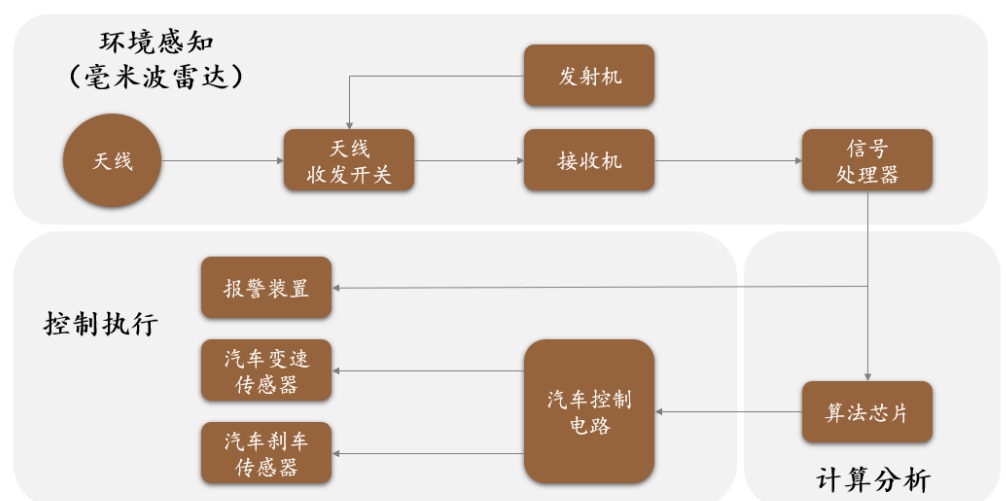 环境感知
（毫米波雷达）
发射机
天线
天线
收发开关
接收机
信号
处理器
报警装置
控制执行
汽车变速
传感器
汽车控制
电路
算法芯片
汽车刹车
传感器
计算分析